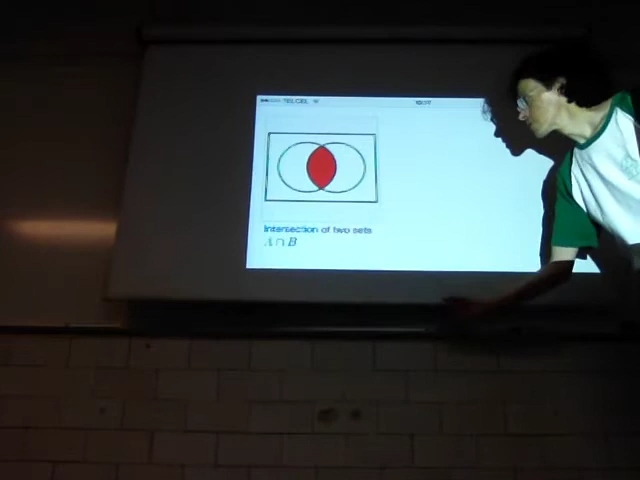 TELCEL
Intersection of two sets
A ∩ B